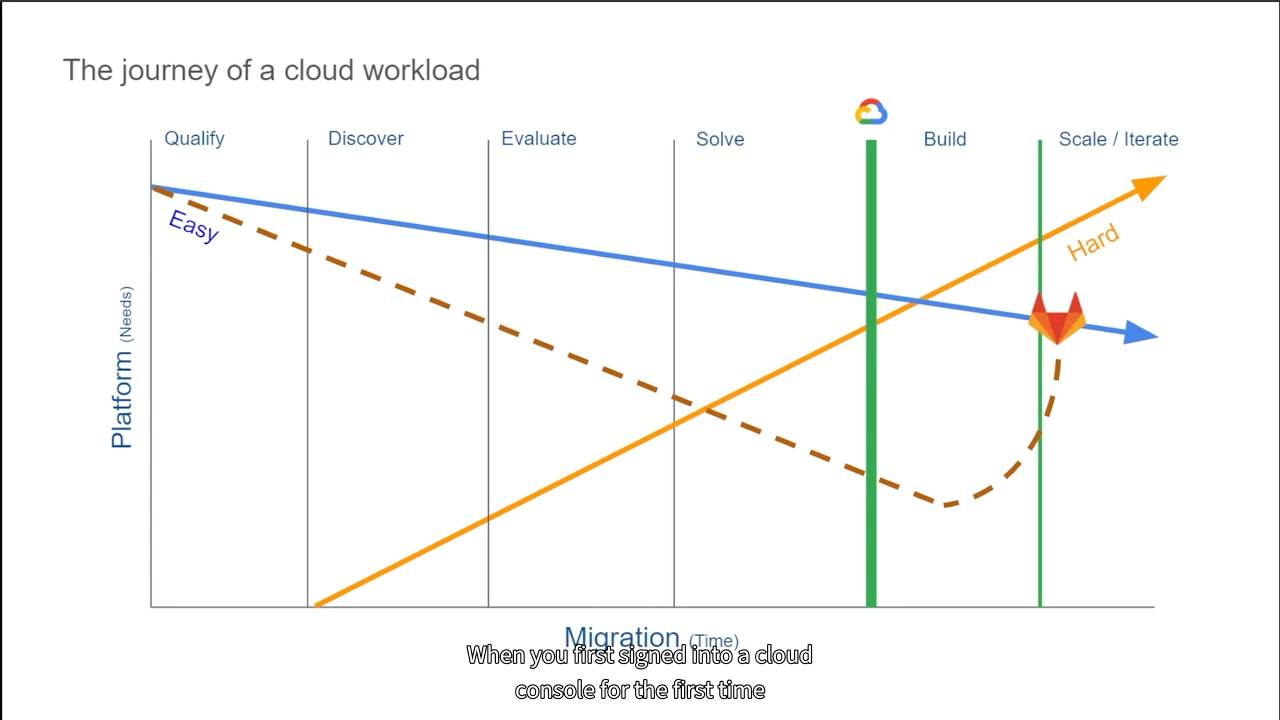 The journey of a cloud workload
Qualify
Discover
Evaluate
Solve
Build
Scale / Iterate
Easy
Hard
Platform (Needs)
Migration (Time)
When you first signed into a cloud
console for the first time